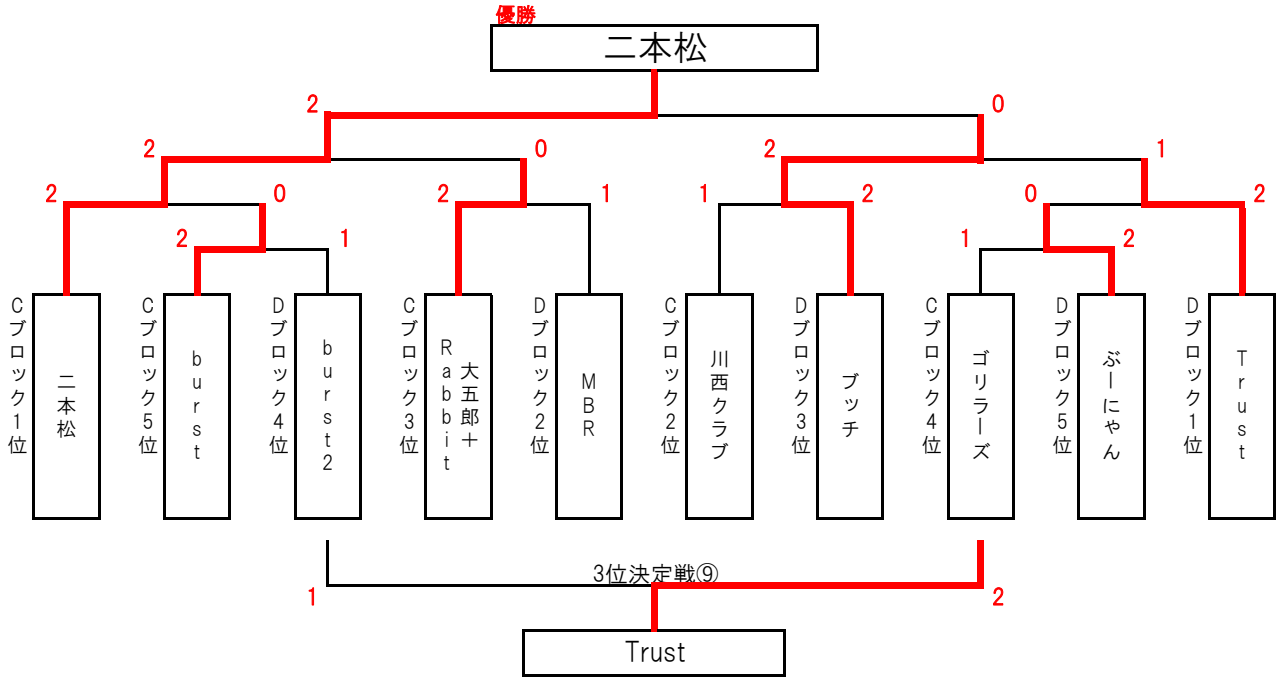 優勝
二本松
2
0
2
0
2
1
2
0
2
1
1
2
0
2
2
1
1
2
Cブロック1位
二本松
Cブロック5位
burst
Dブロック4位
burst2
Cブロック3位
大五郎＋
Rabbit
Dブロック2位
MBR
Cブロック2位
川西クラブ
Dブロック3位
ブッチ
Cブロック4位
ゴリラーズ
Dブロック5位
ぶーにゃん
Dブロック1位
Trust
3位決定戦⑨
1
2
Trust